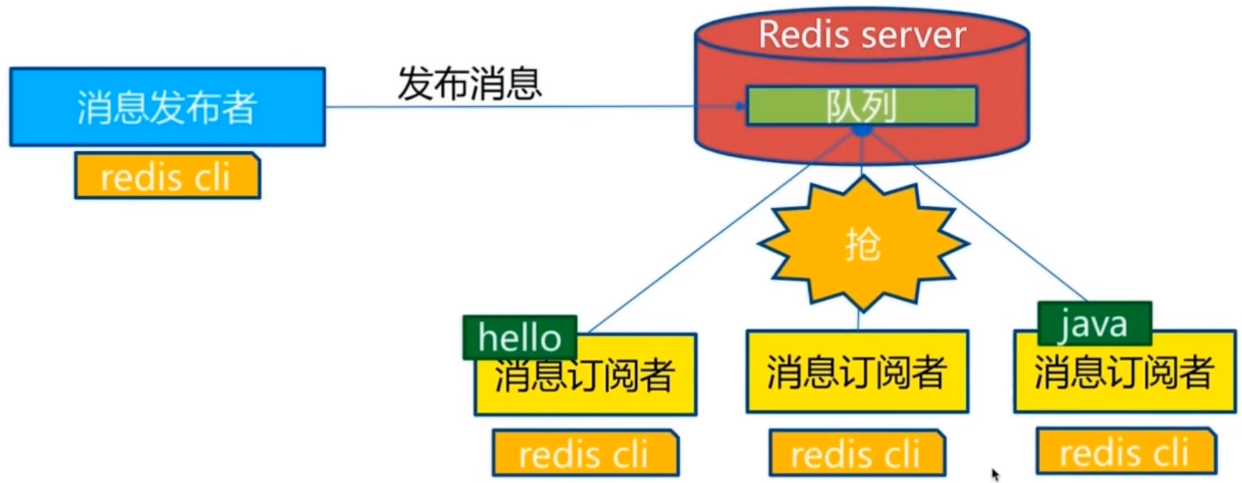 Redis server
发布消息
消息发布者
队列
redis cli
抢
hello
java
消息订阅者
消息订阅者
消息订阅者
redis cli
redis cli
redis cli